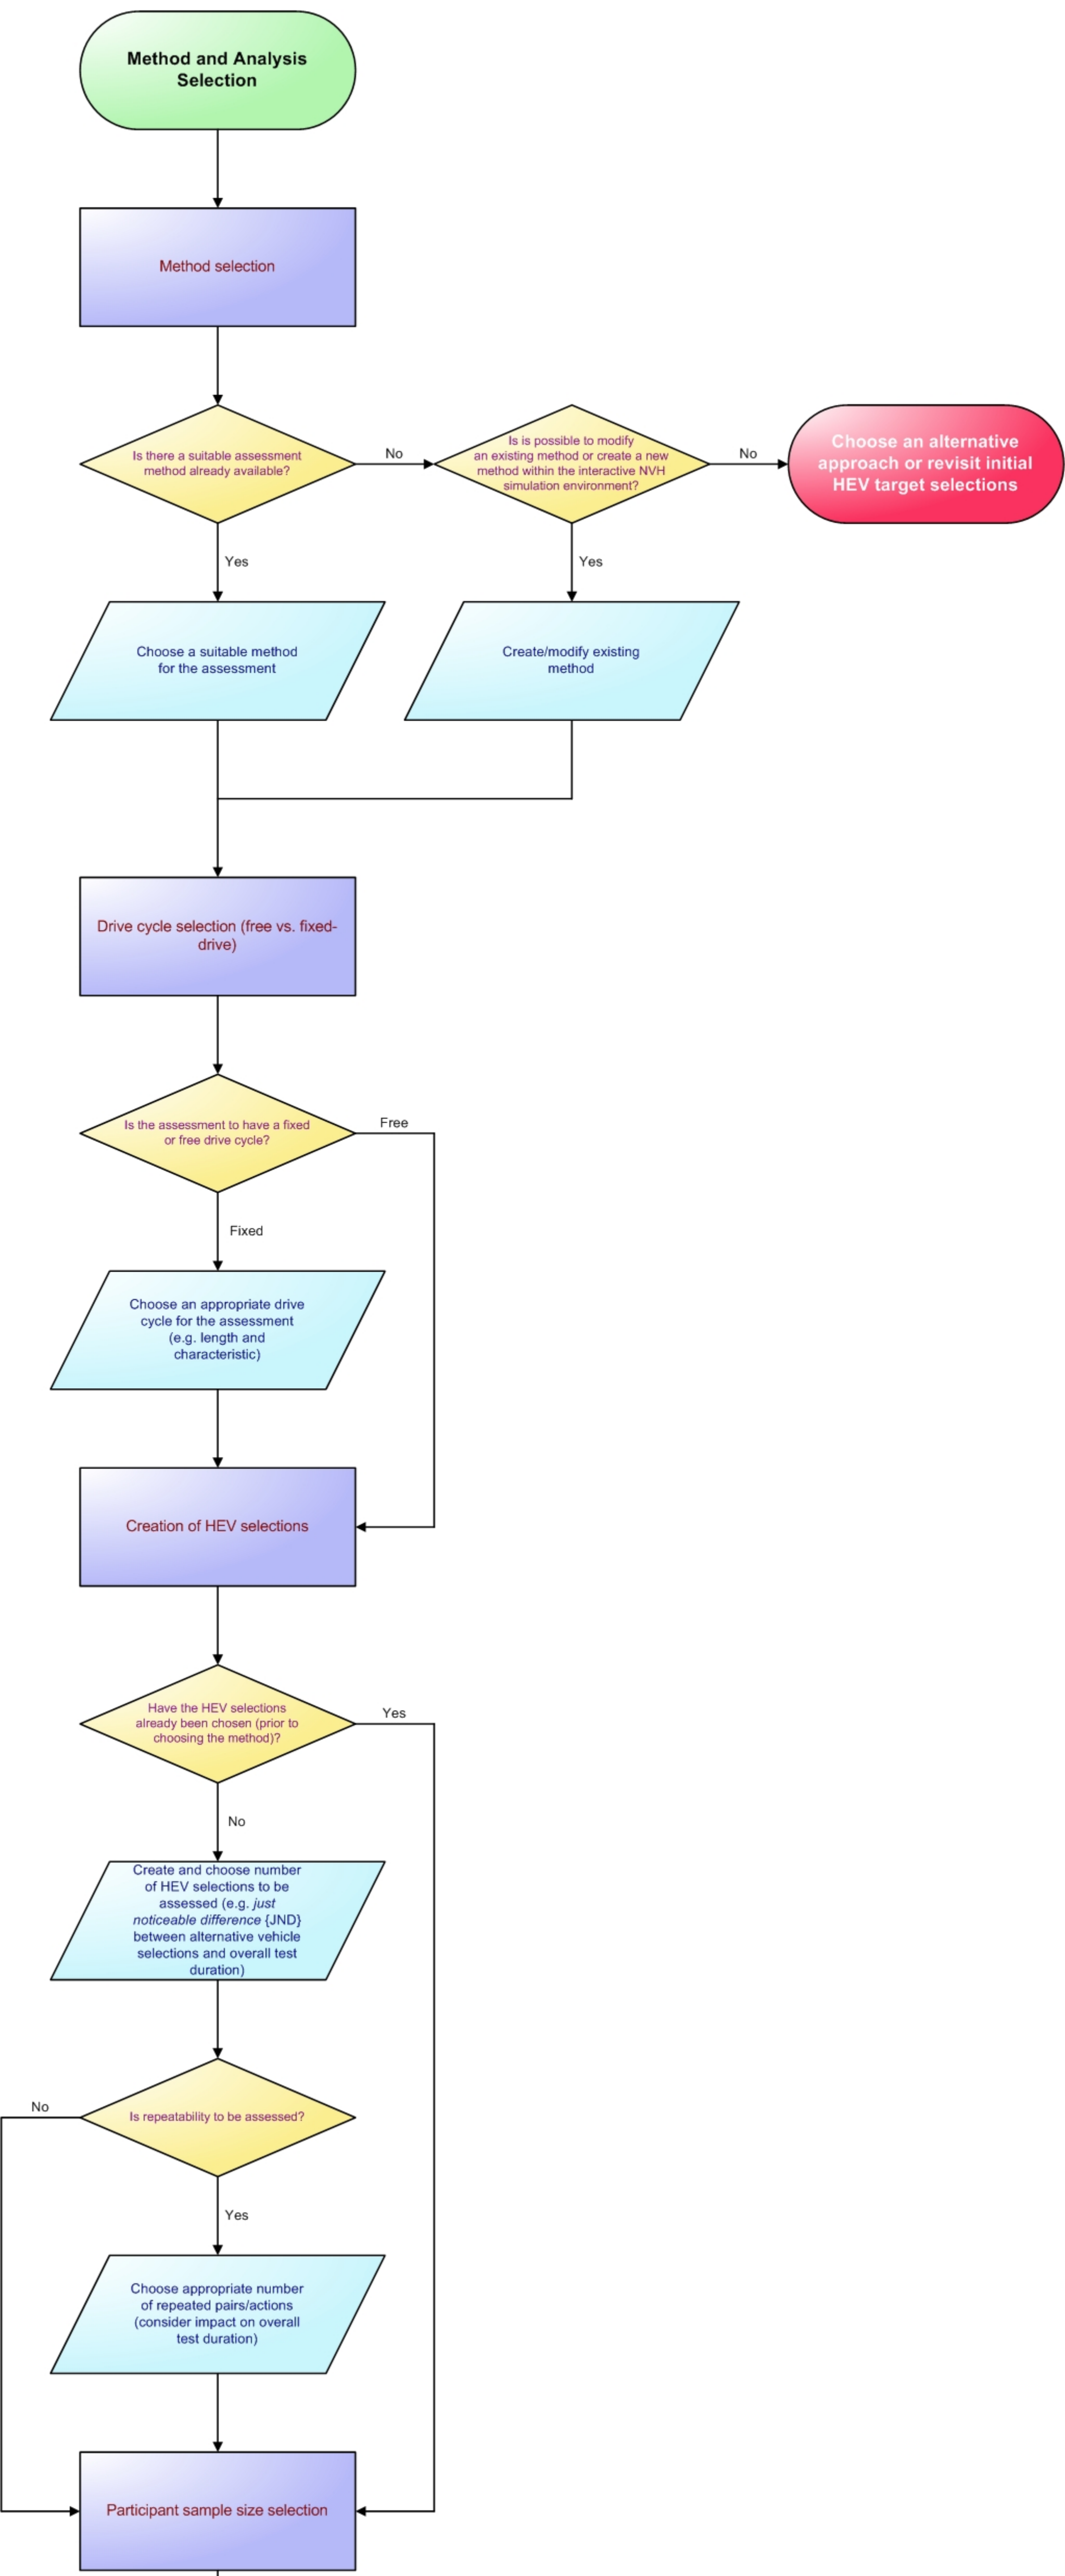 Method and Analysis
Selection
Method selection
Is there a suitable assessment
method already available?
No
Is is possible to modify
an existing method or create a new
method within the interactive NVH
simulation environment?
No
Choose an alternative
approach or revisit initial
HEV target selections
Yes
Yes
Choose a suitable method
for the assessment
Create/modify existing
method
Drive cycle selection (free vs. fixed-
drive)
Is the assessment to have a fixed
or free drive cycle?
Free
Fixed
Choose an appropriate drive
cycle for the assessment
(e.g. length and
characteristic)
Creation of HEV selections
Have the HEV selections
already been chosen (prior to
choosing the method)?
Yes
No
Create and choose number
of HEV selections to be
assessed (e.g. just
noticeable difference {JND}
between alternative vehicle
selections and overall test
duration)
No
Is repeatability to be assessed?
Yes
Choose appropriate number
of repeated pairs/actions
(consider impact on overall
test duration)
Participant sample size selection